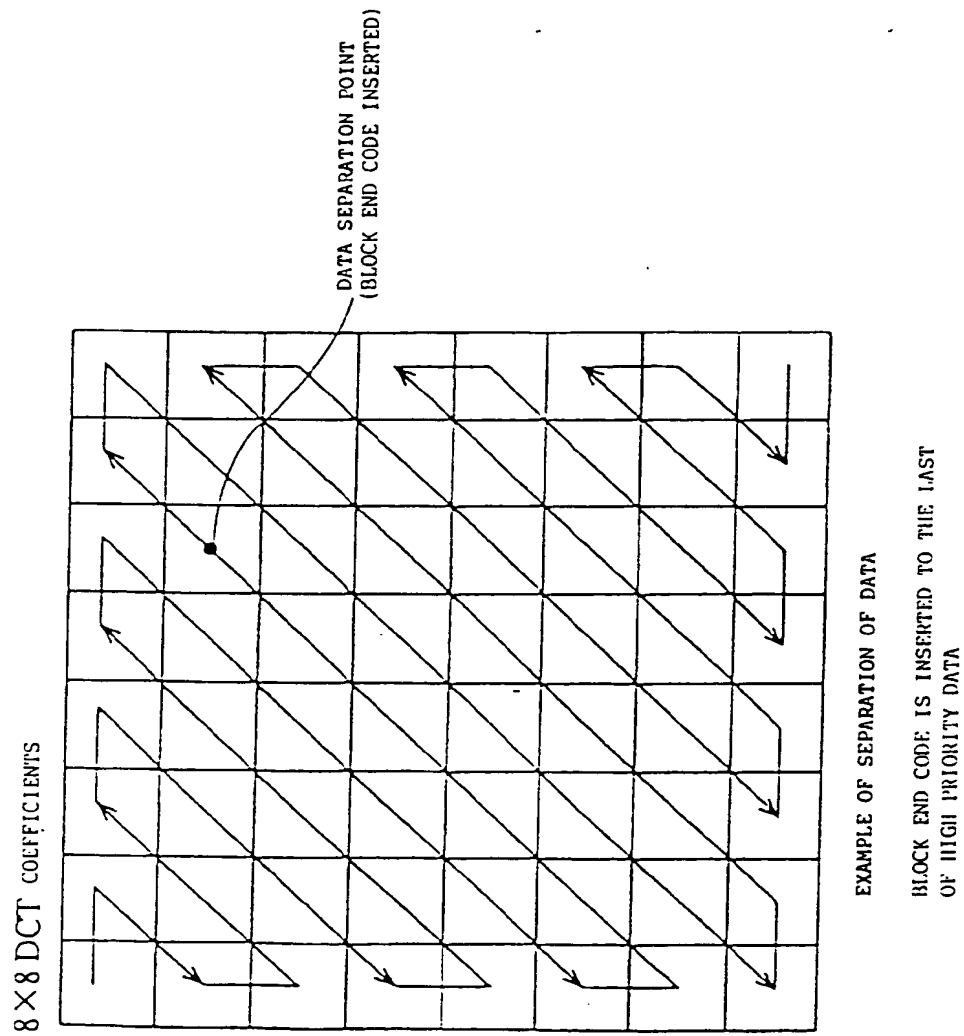 8×8 DCT COEFFICIENTS
DATA SEPARATION POINT
(BLOCK END CODE INSERTED)
EXAMPLE OF SEPARATION OF DATA
BLOCK END CODE IS INSERTED TO THE LAST
OF HIGH PRIORITY DATA